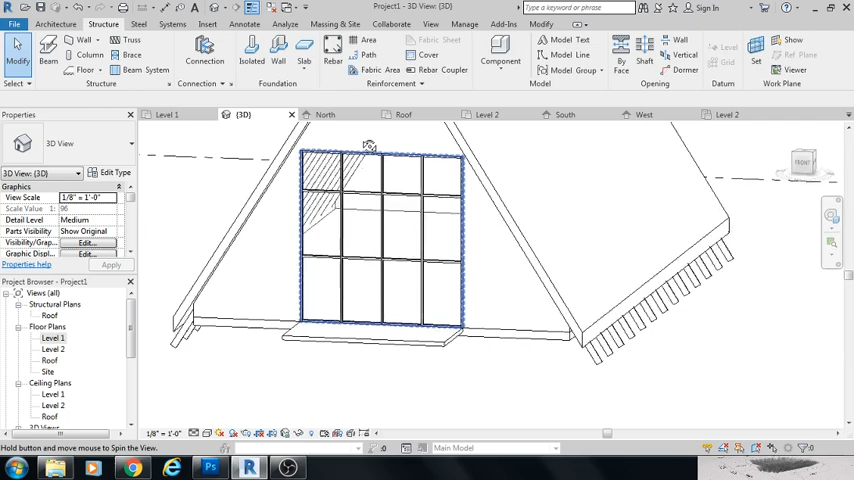 Project1 - 3D View: {3D}
Type a keyword or phrase
Sign In
File Architecture Structure Steel Systems Insert Annotate Analyze Massing & Site Collaborate View Manage Add-Ins Modify
Modify Beam Wall Column Floor Truss Brace Beam System Connection Isolated Wall Slab Rebar Area Path Fabric Area Fabric Sheet Cover Rebar Coupler Component Model Text Model Line Model Group By Face Shaft Wall Vertical Dormer Level Grid Set Show Ref Plane Viewer
Select Structure Connection Foundation Reinforcement Model Opening Datum Work Plane
Properties
Level 1 {3D} North Roof Level 2 South West Level 2
3D View
3D View: {3D} Edit Type
Graphics
View Scale 1/8" = 1'-0"
Scale Value 1: 96
Detail Level Medium
Parts Visibility Show Original
Visibility/Grap... Edit...
Graphic Displ... Edit...
Properties help Apply
Project Browser - Project1
Views (all)
Structural Plans
Roof
Floor Plans
Level 1
Level 2
Roof
Site
Ceiling Plans
Level 1
Level 2
Roof
3D Views
FRONT
1/8" = 1'-0"
Hold button and move mouse to Spin the View.
:0
Main Model
:0